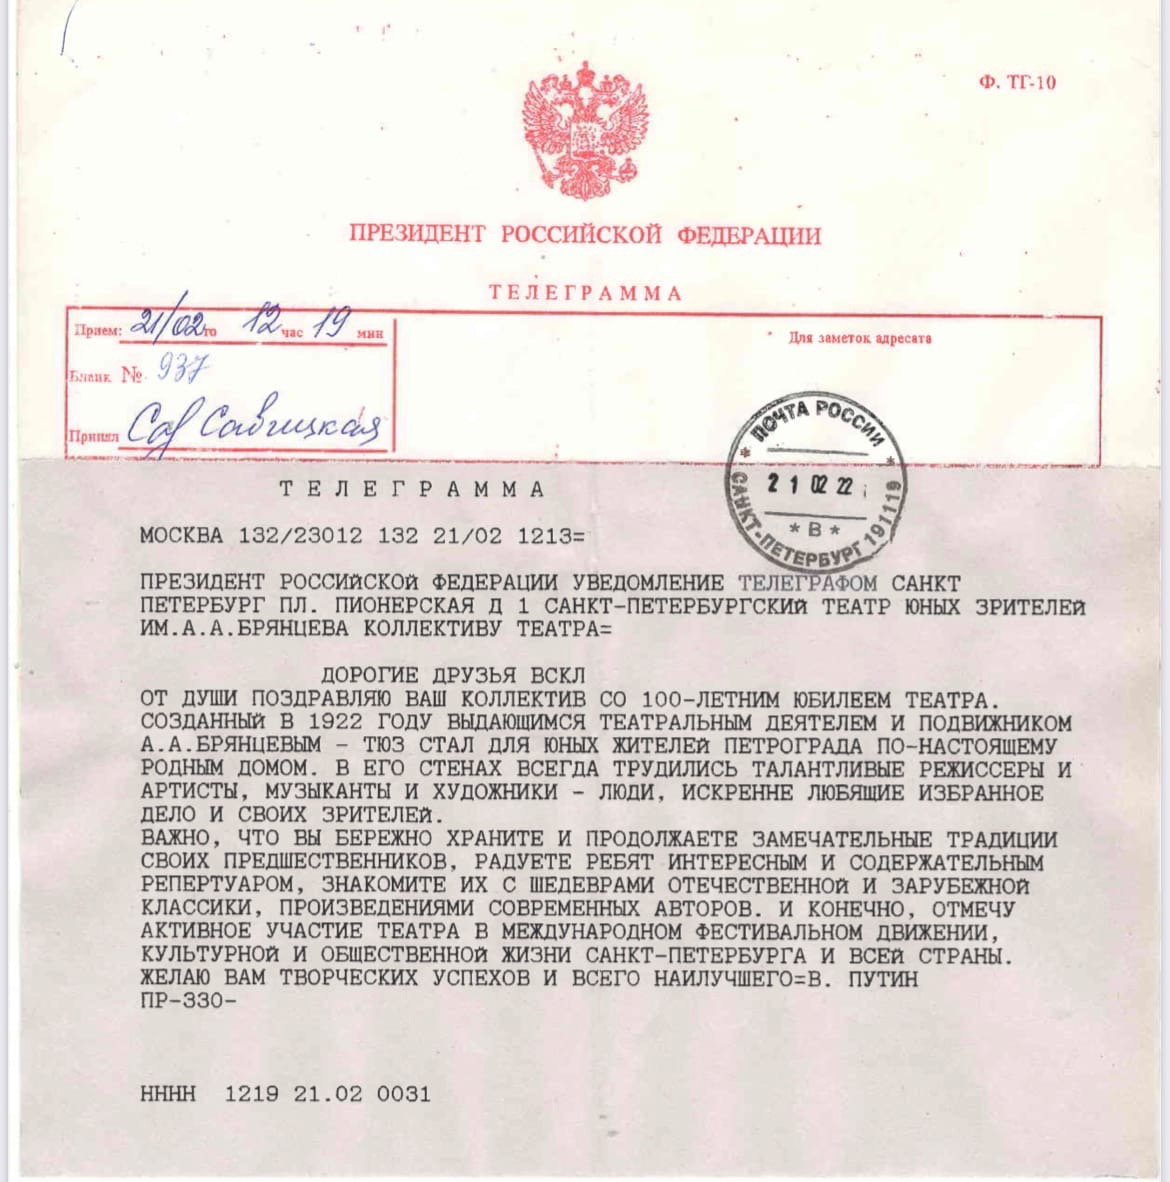 Ф. ТГ-10
ПРЕЗИДЕНТ РОССИЙСКОЙ ФЕДЕРАЦИИ
ТЕЛЕГРАММА
Прием: 21/02го 12 час 19 мин
Бланк № 937
Принял Сав Савицкая
Для заметок адресата
* ПОЧТА РОССИИ *
21 02 22
* В *
САНКТ-ПЕТЕРБУРГ 191119
ТЕЛЕГРАММА
МОСКВА 132/23012 132 21/02 1213=
ПРЕЗИДЕНТ РОССИЙСКОЙ ФЕДЕРАЦИИ УВЕДОМЛЕНИЕ ТЕЛЕГРАФОМ САНКТ
ПЕТЕРБУРГ ПЛ. ПИОНЕРСКАЯ Д 1 САНКТ-ПЕТЕРБУРГСКИЙ ТЕАТР ЮНЫХ ЗРИТЕЛЕЙ
ИМ.А.А.БРЯНЦЕВА КОЛЛЕКТИВУ ТЕАТРА=
ДОРОГИЕ ДРУЗЬЯ ВСКЛ
ОТ ДУШИ ПОЗДРАВЛЯЮ ВАШ КОЛЛЕКТИВ СО 100-ЛЕТНИМ ЮБИЛЕЕМ ТЕАТРА.
СОЗДАННЫЙ В 1922 ГОДУ ВЫДАЮЩИМСЯ ТЕАТРАЛЬНЫМ ДЕЯТЕЛЕМ И ПОДВИЖНИКОМ
А.А.БРЯНЦЕВЫМ - ТЮЗ СТАЛ ДЛЯ ЮНЫХ ЖИТЕЛЕЙ ПЕТРОГРАДА ПО-НАСТОЯЩЕМУ
РОДНЫМ ДОМОМ. В ЕГО СТЕНАХ ВСЕГДА ТРУДИЛИСЬ ТАЛАНТЛИВЫЕ РЕЖИССЕРЫ И
АРТИСТЫ, МУЗЫКАНТЫ И ХУДОЖНИКИ - ЛЮДИ, ИСКРЕННЕ ЛЮБЯЩИЕ ИЗБРАННОЕ
ДЕЛО И СВОИХ ЗРИТЕЛЕЙ.
ВАЖНО, ЧТО ВЫ БЕРЕЖНО ХРАНИТЕ И ПРОДОЛЖАЕТЕ ЗАМЕЧАТЕЛЬНЫЕ ТРАДИЦИИ
СВОИХ ПРЕДШЕСТВЕННИКОВ, РАДУЕТЕ РЕБЯТ ИНТЕРЕСНЫМ И СОДЕРЖАТЕЛЬНЫМ
РЕПЕРТУАРОМ, ЗНАКОМИТЕ ИХ С ШЕДЕВРАМИ ОТЕЧЕСТВЕННОЙ И ЗАРУБЕЖНОЙ
КЛАССИКИ, ПРОИЗВЕДЕНИЯМИ СОВРЕМЕННЫХ АВТОРОВ. И КОНЕЧНО, ОТМЕЧУ
АКТИВНОЕ УЧАСТИЕ ТЕАТРА В МЕЖДУНАРОДНОМ ФЕСТИВАЛЬНОМ ДВИЖЕНИИ,
КУЛЬТУРНОЙ И ОБЩЕСТВЕННОЙ ЖИЗНИ САНКТ-ПЕТЕРБУРГА И ВСЕЙ СТРАНЫ.
ЖЕЛАЮ ВАМ ТВОРЧЕСКИХ УСПЕХОВ И ВСЕГО НАИЛУЧШЕГО=В. ПУТИН
ПР-330-
НННН 1219 21.02 0031